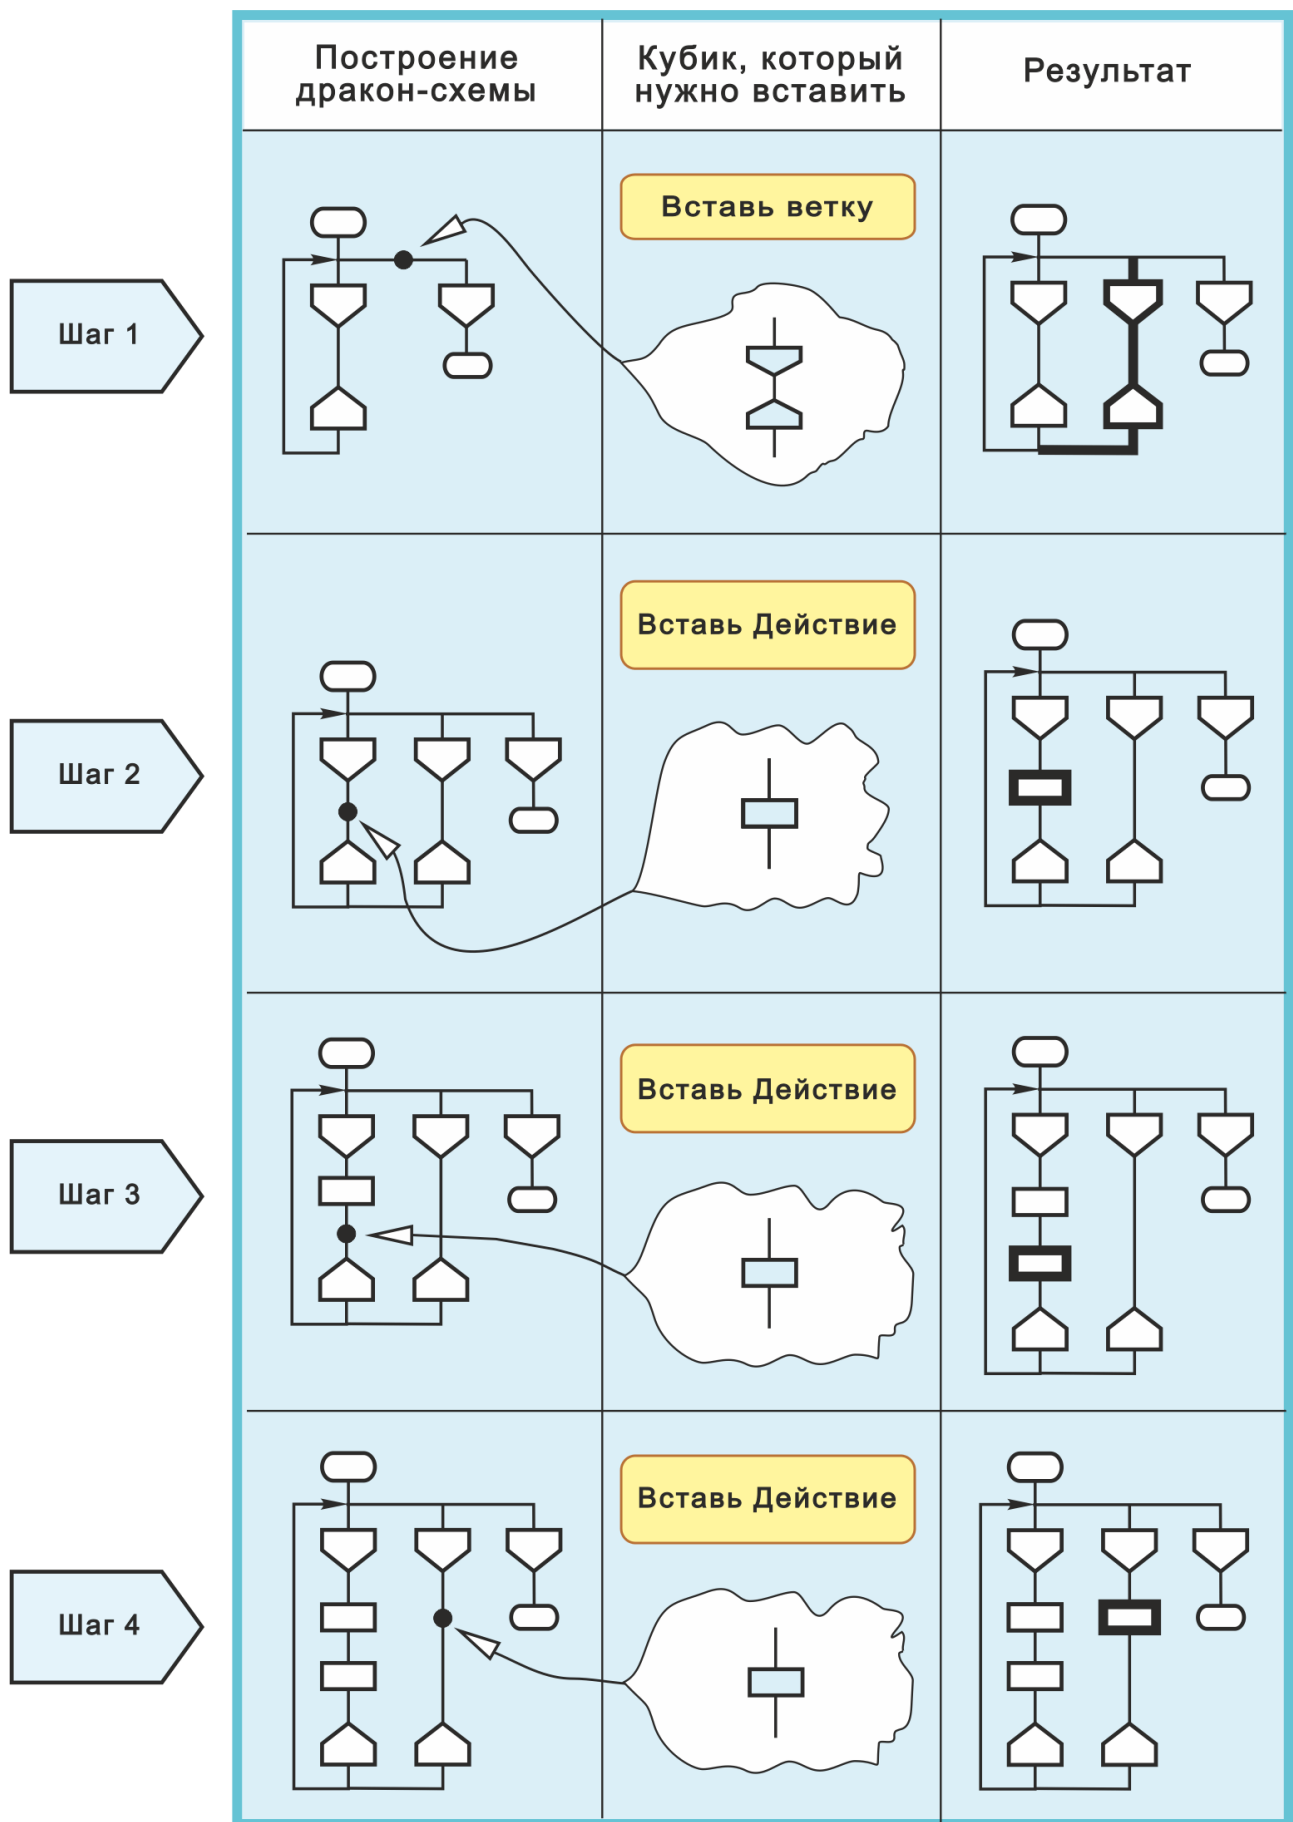 Построение
дракон-схемы
Кубик, который
нужно вставить
Результат
Шаг 1
Вставь ветку
Шаг 2
Вставь Действие
Шаг 3
Вставь Действие
Шаг 4
Вставь Действие